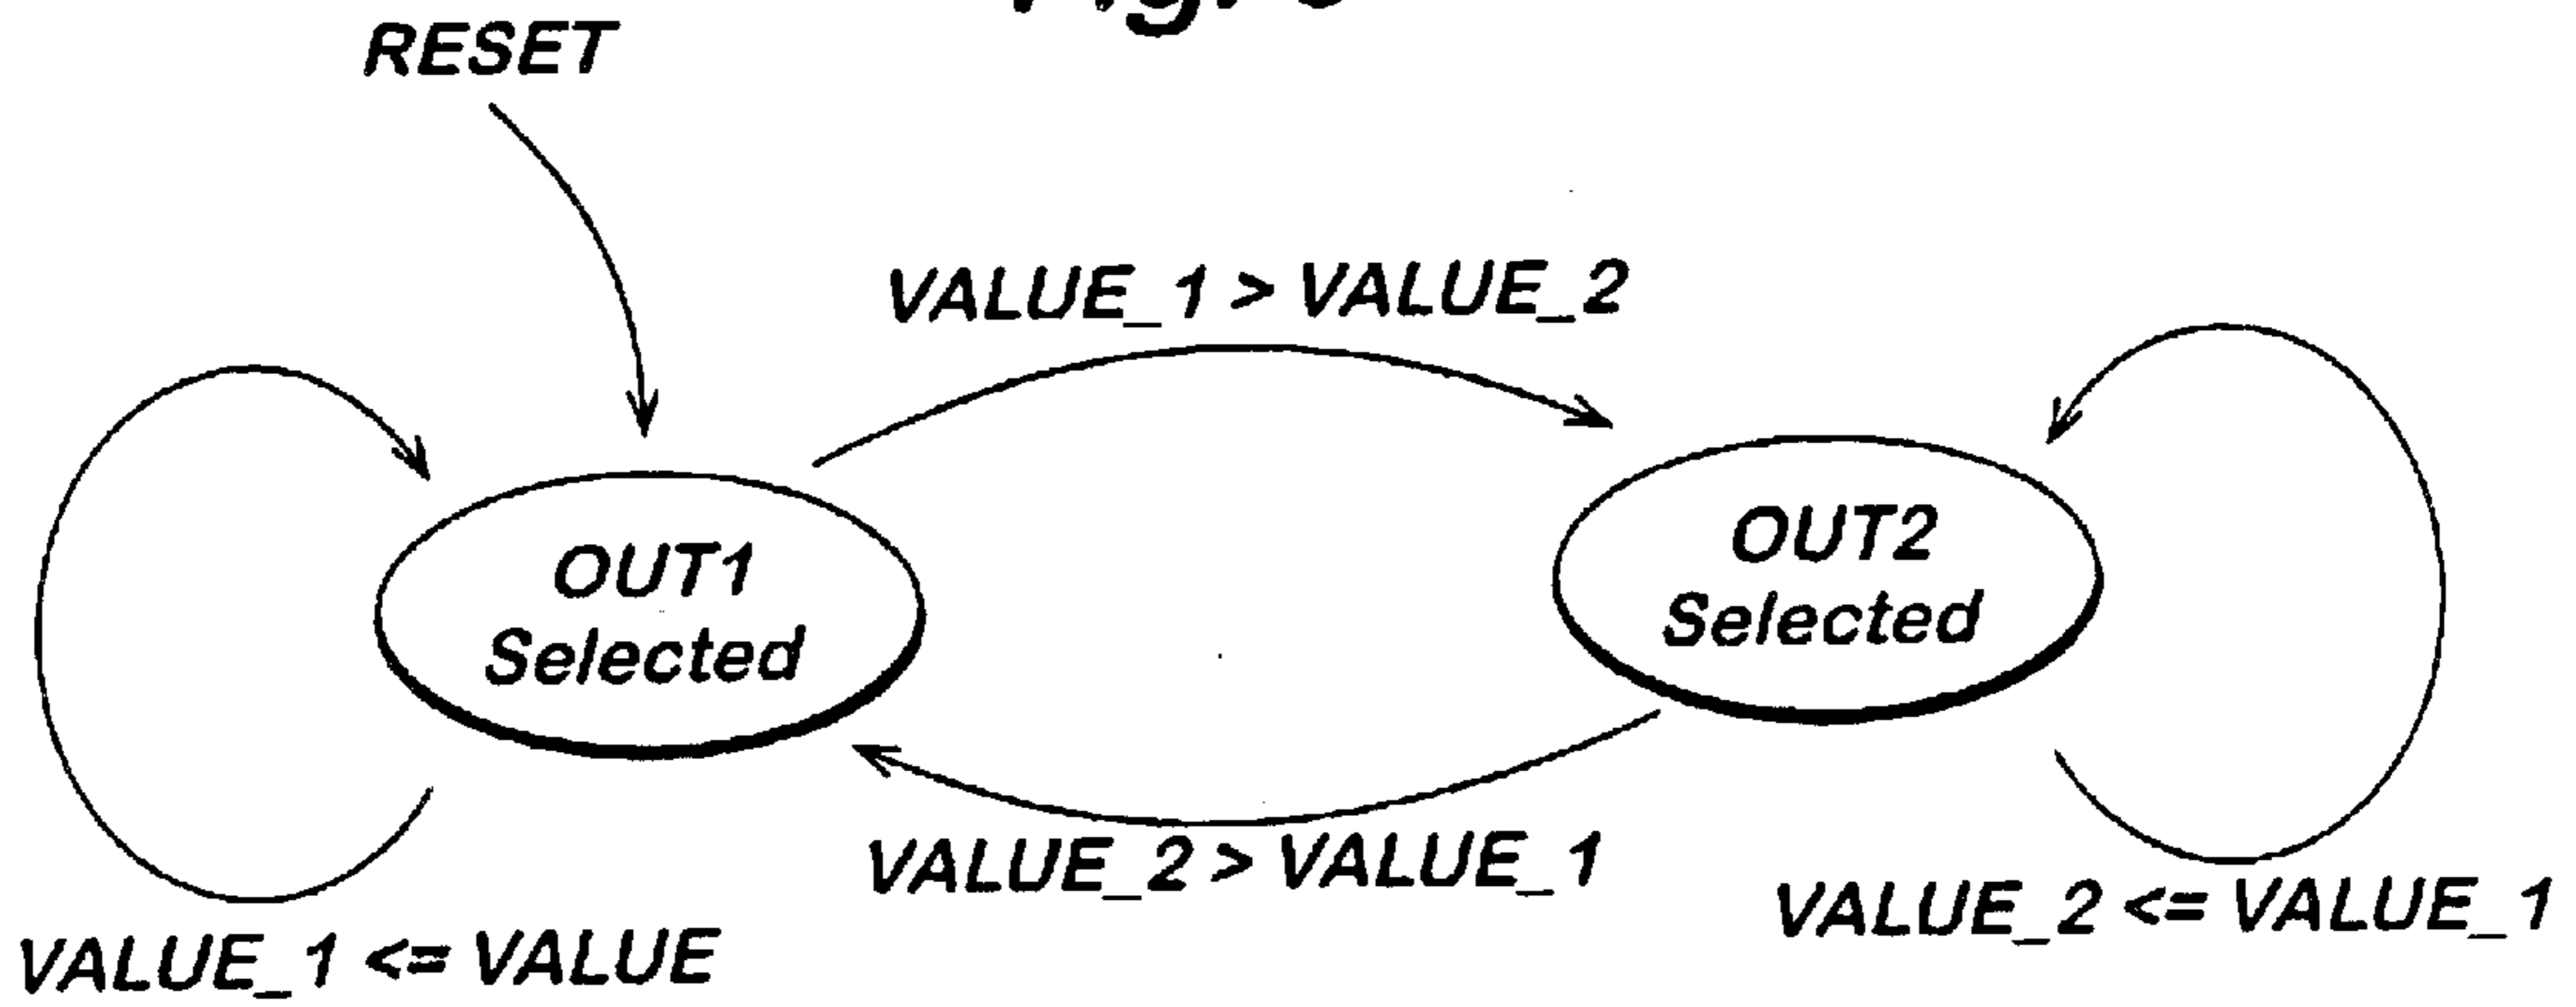 RESET
VALUE_1 > VALUE_2
OUT1
Selected
OUT2
Selected
VALUE_2 > VALUE_1
VALUE_2 <= VALUE_1
VALUE_1 <= VALUE